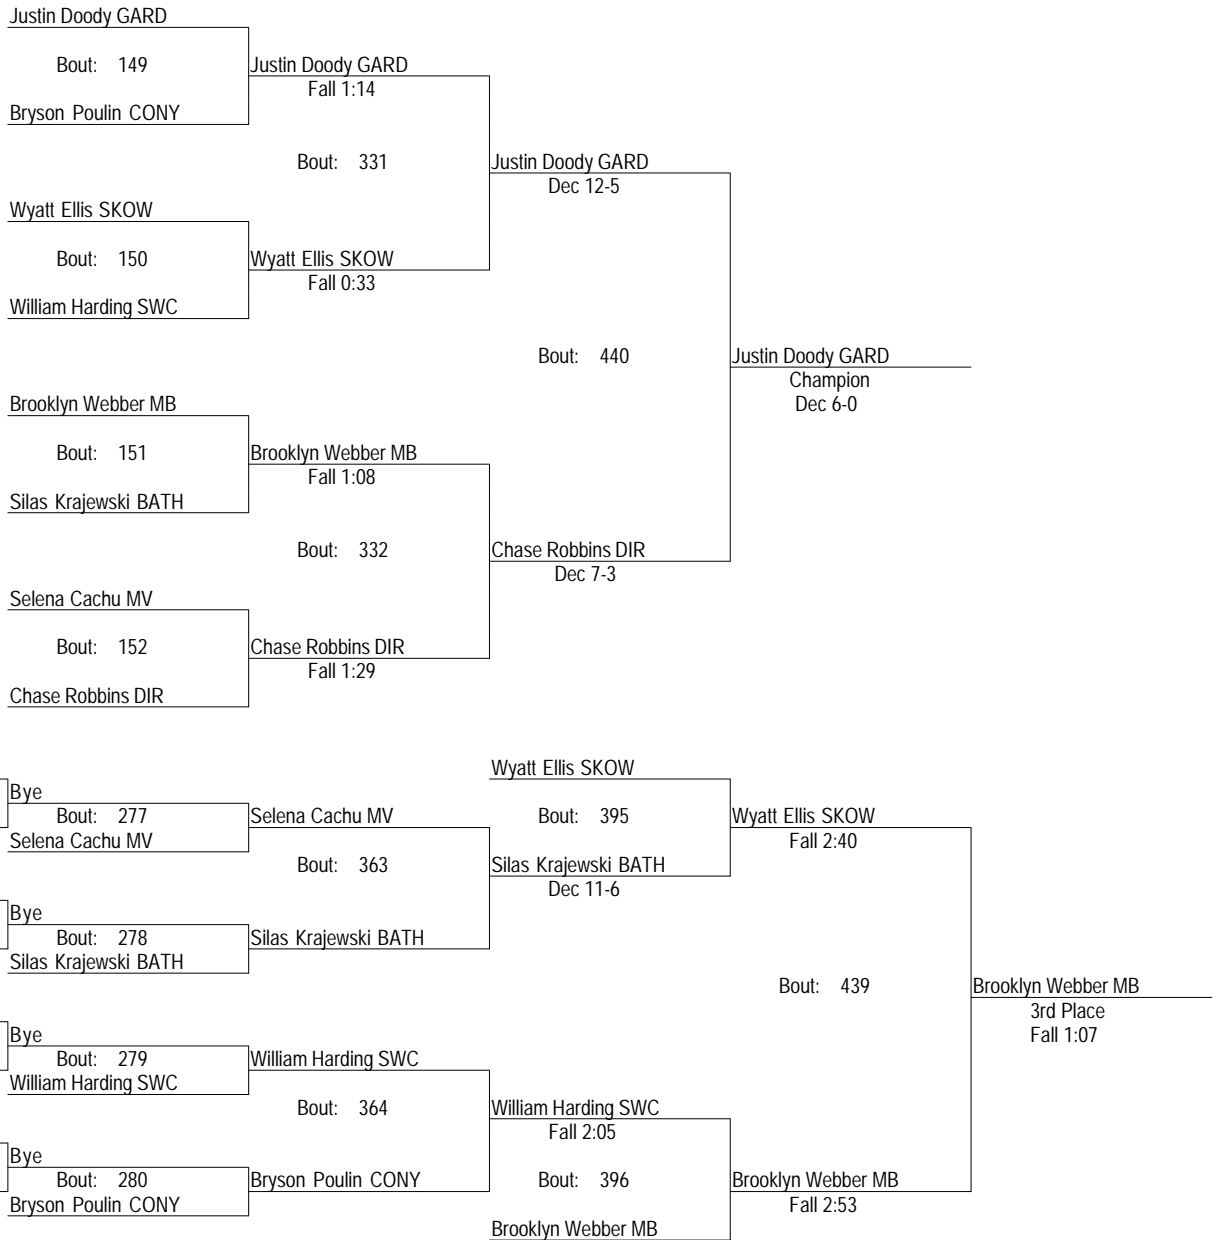 Justin Doody GARD
Bout: 149
Justin Doody GARD
Fall 1:14
Bryson Poulin CONY
Bout: 331
Justin Doody GARD
Dec 12-5
Wyatt Ellis SKOW
Bout: 150
Wyatt Ellis SKOW
Fall 0:33
William Harding SWC
Bout: 440
Justin Doody GARD
Champion
Dec 6-0
Brooklyn Webber MB
Bout: 151
Brooklyn Webber MB
Fall 1:08
Silas Krajewski BATH
Bout: 332
Chase Robbins DIR
Dec 7-3
Selena Cachu MV
Bout: 152
Chase Robbins DIR
Fall 1:29
Chase Robbins DIR
Wyatt Ellis SKOW
Bye
Bout: 277
Selena Cachu MV
Bout: 395
Wyatt Ellis SKOW
Fall 2:40
Selena Cachu MV
Bout: 363
Silas Krajewski BATH
Dec 11-6
Bye
Bout: 278
Silas Krajewski BATH
Silas Krajewski BATH
Bout: 439
Brooklyn Webber MB
3rd Place
Fall 1:07
Bye
Bout: 279
William Harding SWC
William Harding SWC
Bout: 364
William Harding SWC
Fall 2:05
Bye
Bout: 280
Bryson Poulin CONY
Bout: 396
Brooklyn Webber MB
Fall 2:53
Bryson Poulin CONY
Brooklyn Webber MB